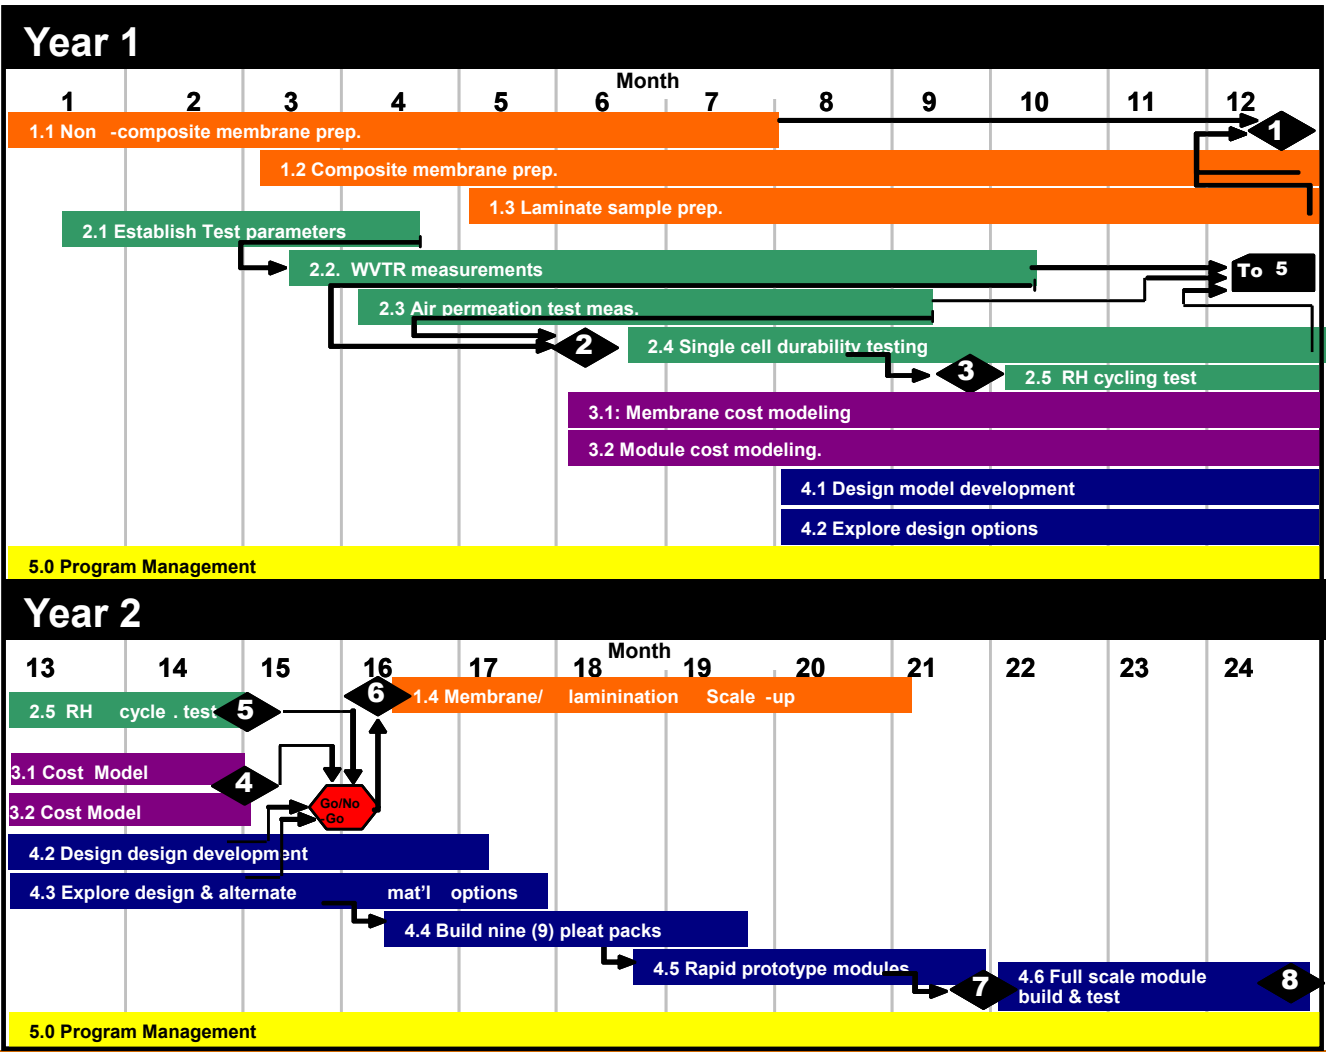 Year 1
Month
1 2 3 4 5 6 7 8 9 10 11 12
1.1 Non -composite membrane prep.
1
1.2 Composite membrane prep.
1.3 Laminate sample prep.
2.1 Establish Test parameters
2.2. WVTR measurements
To 5
2.3 Air permeation test meas.
2
2.4 Single cell durability testing
3
2.5 RH cycling test
3.1: Membrane cost modeling
3.2 Module cost modeling.
4.1 Design model development
4.2 Explore design options
5.0 Program Management
Year 2
Month
13 14 15 16 17 18 19 20 21 22 23 24
6
1.4 Membrane/ laminination Scale -up
2.5 RH cycle . test
5
3.1 Cost Model
4
3.2 Cost Model
Go/No
-Go
4.2 Design design development
4.3 Explore design & alternate mat'l options
4.4 Build nine (9) pleat packs
4.5 Rapid prototype modules
7
4.6 Full scale module
build & test
8
5.0 Program Management